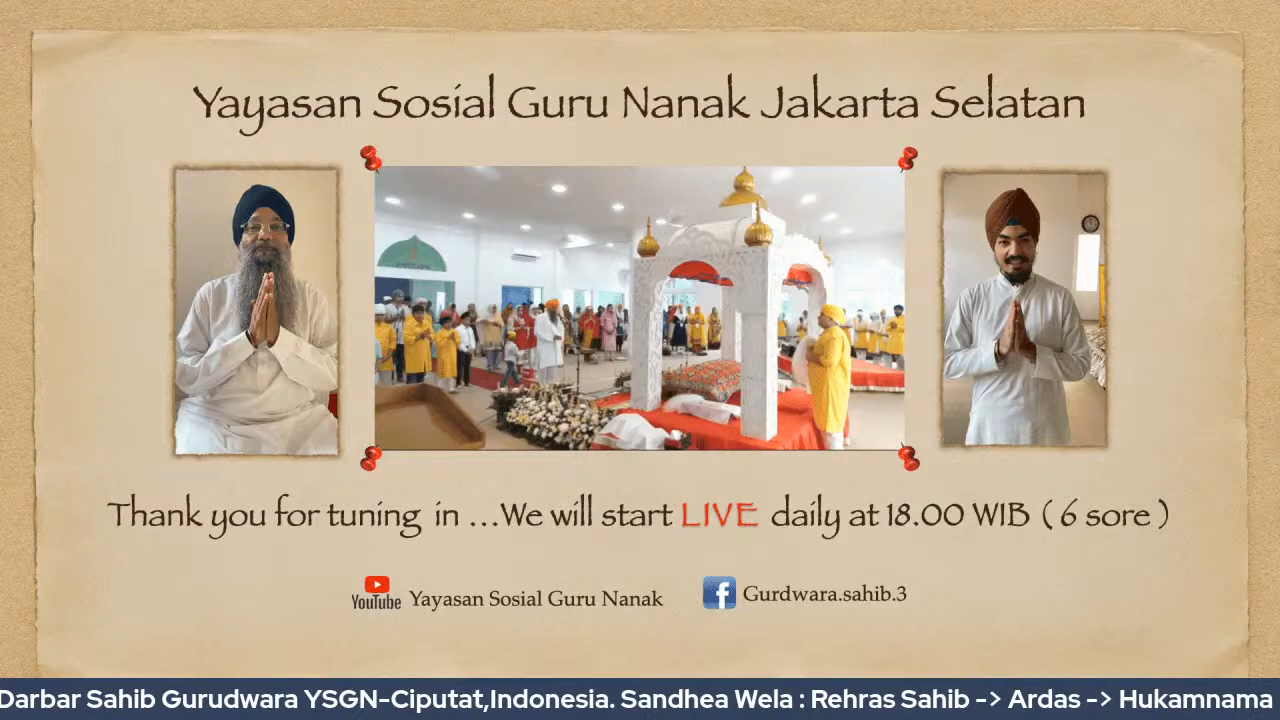 Yayasan Sosial Guru Nanak Jakarta Selatan
Thank you for tuning in ...We will start LIVE daily at 18.00 WIB ( 6 sore )
YouTube Yayasan Sosial Guru Nanak
f Gurdwara.sahib.3
Darbar Sahib Gurudwara YSGN-Ciputat,Indonesia. Sandhea Wela : Rehras Sahib -> Ardas -> Hukamnama